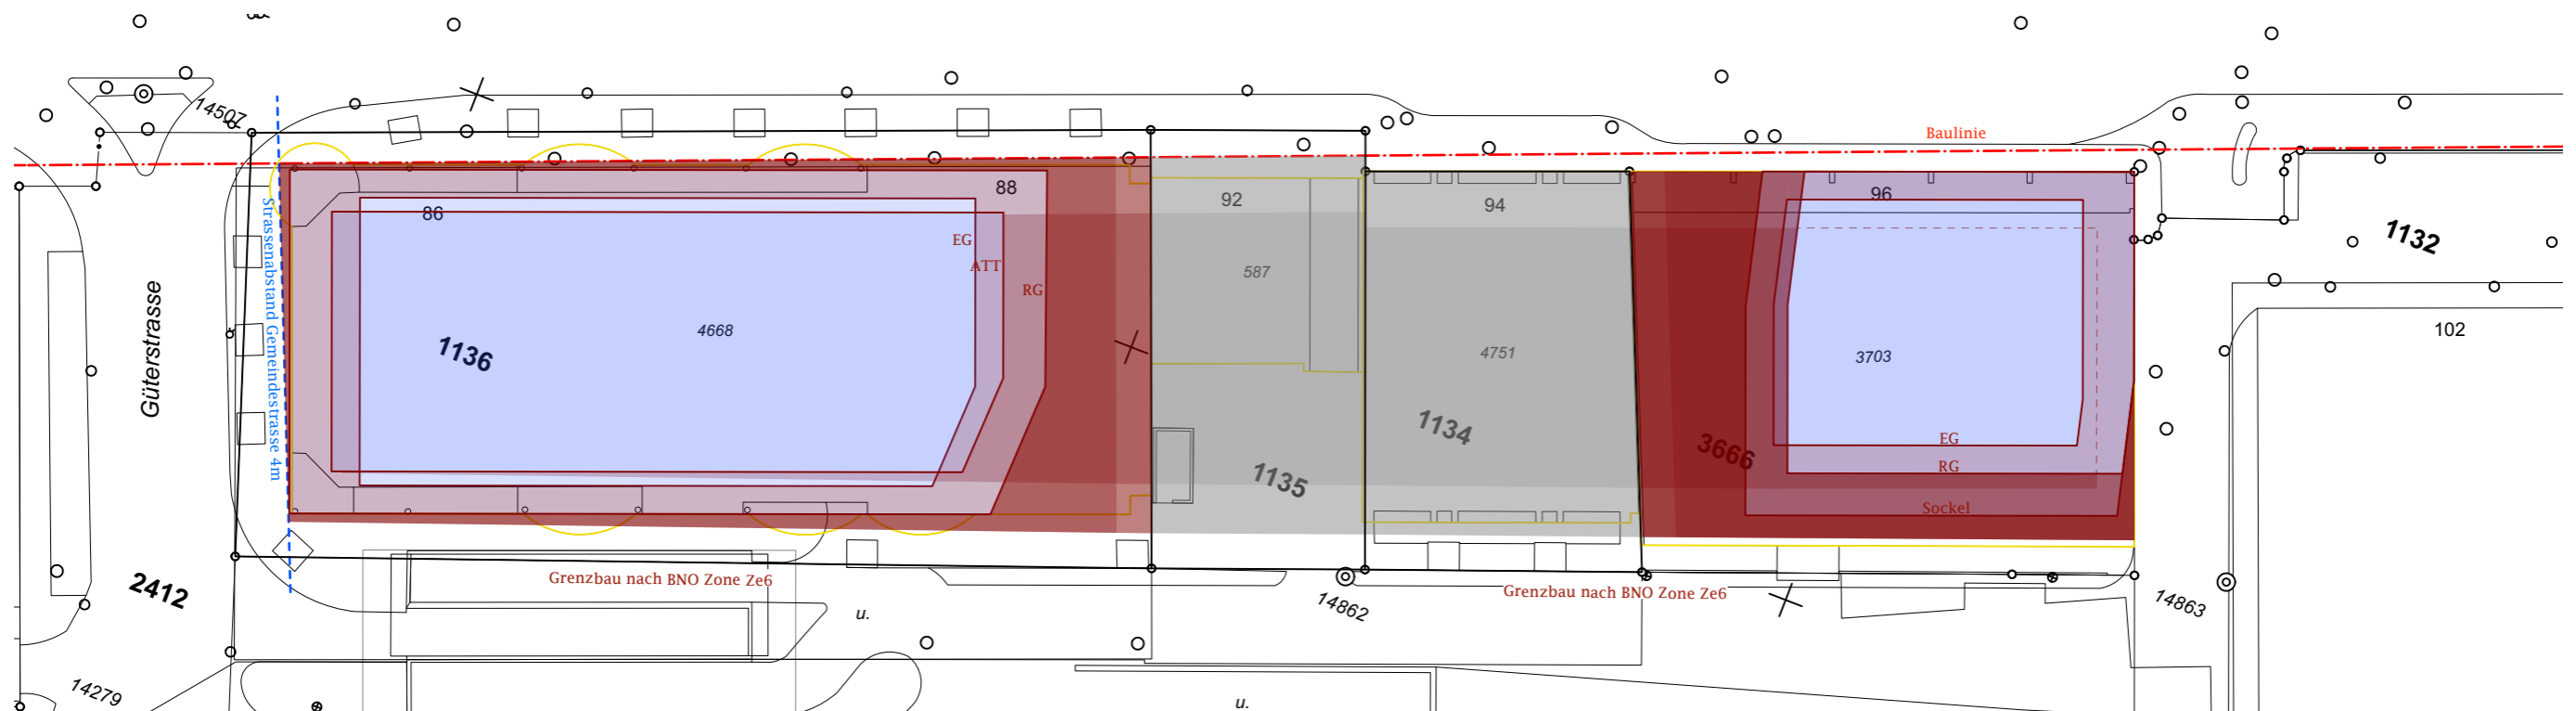 14507
Baulinie
88
86
92
94
96
1132
EG
ATT
RG
587
4668
1136
4751
3703
102
Güterstrasse
Strassenabstand Gemeindestrasse 4m
1134
3666
1135
EG
RG
Sockel
2412
Grenzbau nach BNO Zone Ze6
Grenzbau nach BNO Zone Ze6
u.
14862
14863
14279
u.